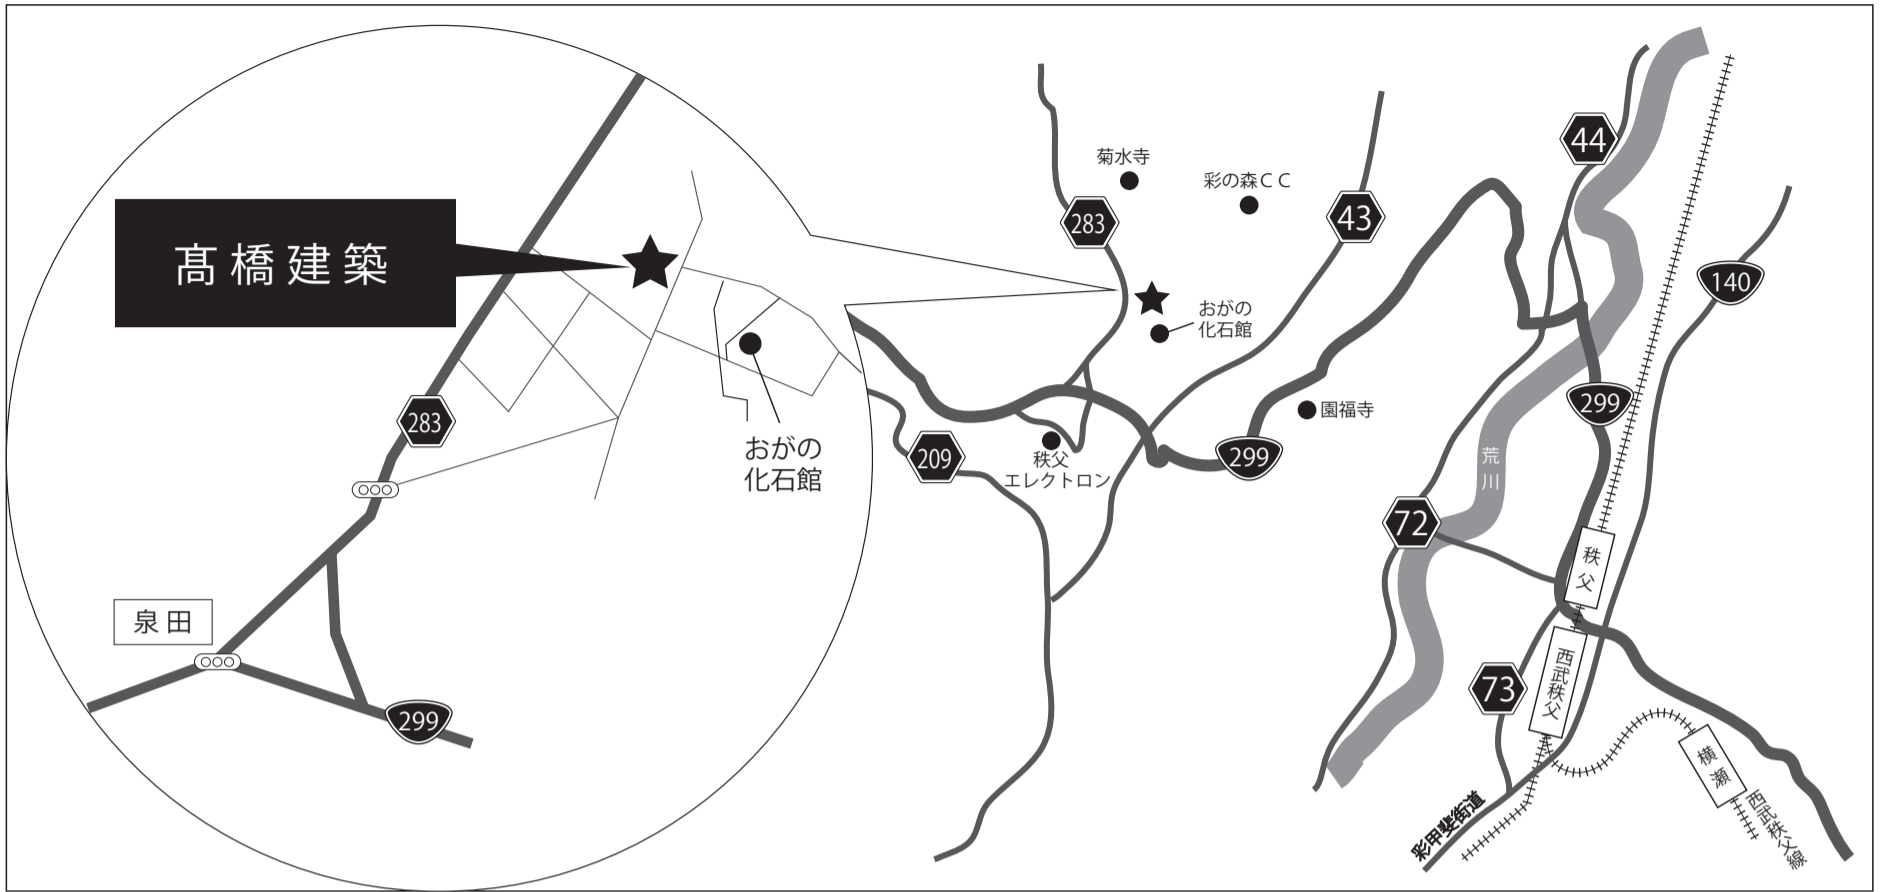 髙橋建築
283
おがの
化石館
泉田
299
菊水寺
彩の森ＣＣ
283
43
おがの
化石館
209
秩父
エレクトロン
299
園福寺
44
140
299
荒川
72
秩父
西武秩父
73
横瀬
彩甲斐街道
西武秩父線